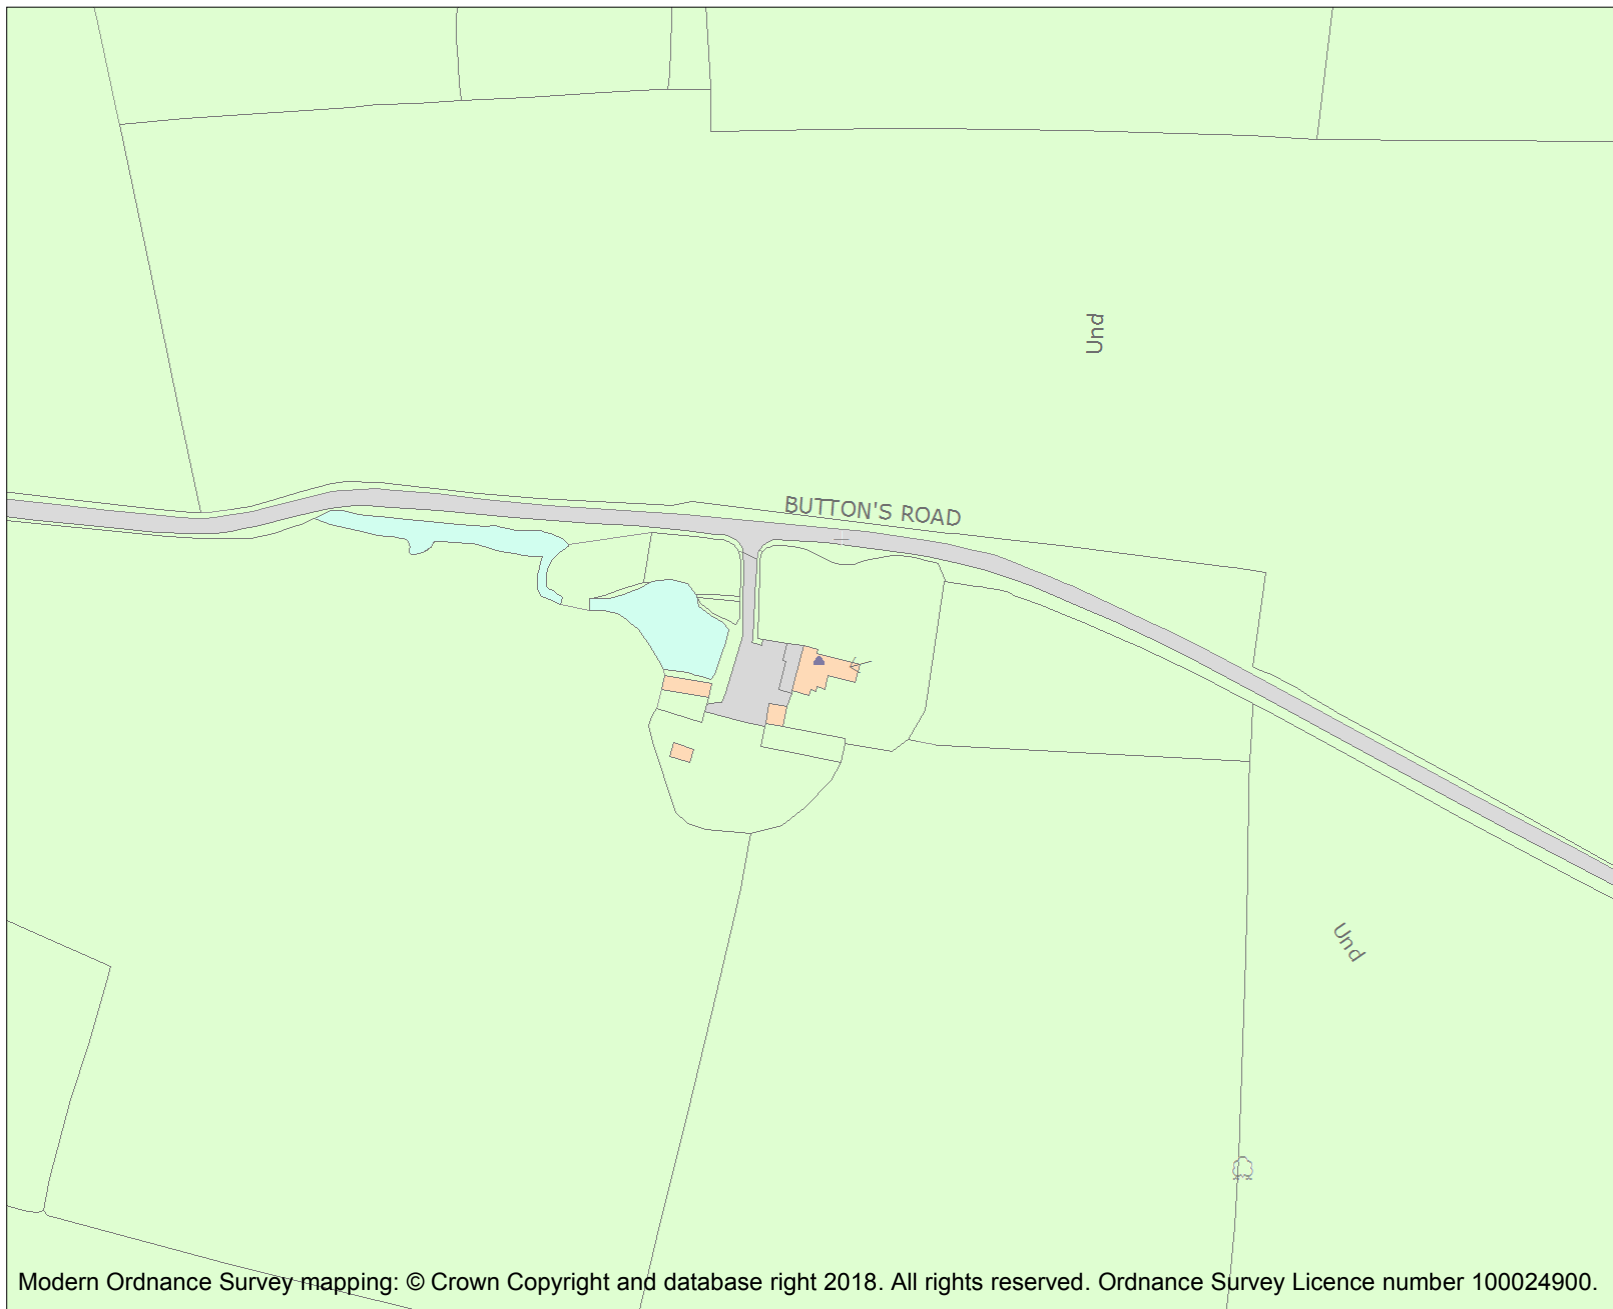 Und
BUTTON'S ROAD
Und
Modern Ordnance Survey mapping: © Crown Copyright and database right 2018. All rights reserved. Ordnance Survey Licence number 100024900.